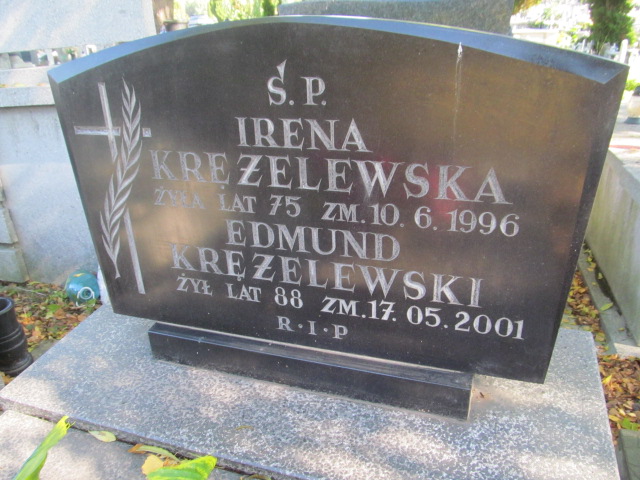 Ś. P.
IRENA
KRĘŻELEWSKA
ŻYŁA LAT 75 ZM. 10. 6. 1996
EDMUND
KRĘŻELEWSKI
ŻYŁ LAT 88 ZM. 17. 05. 2001
R · I · P